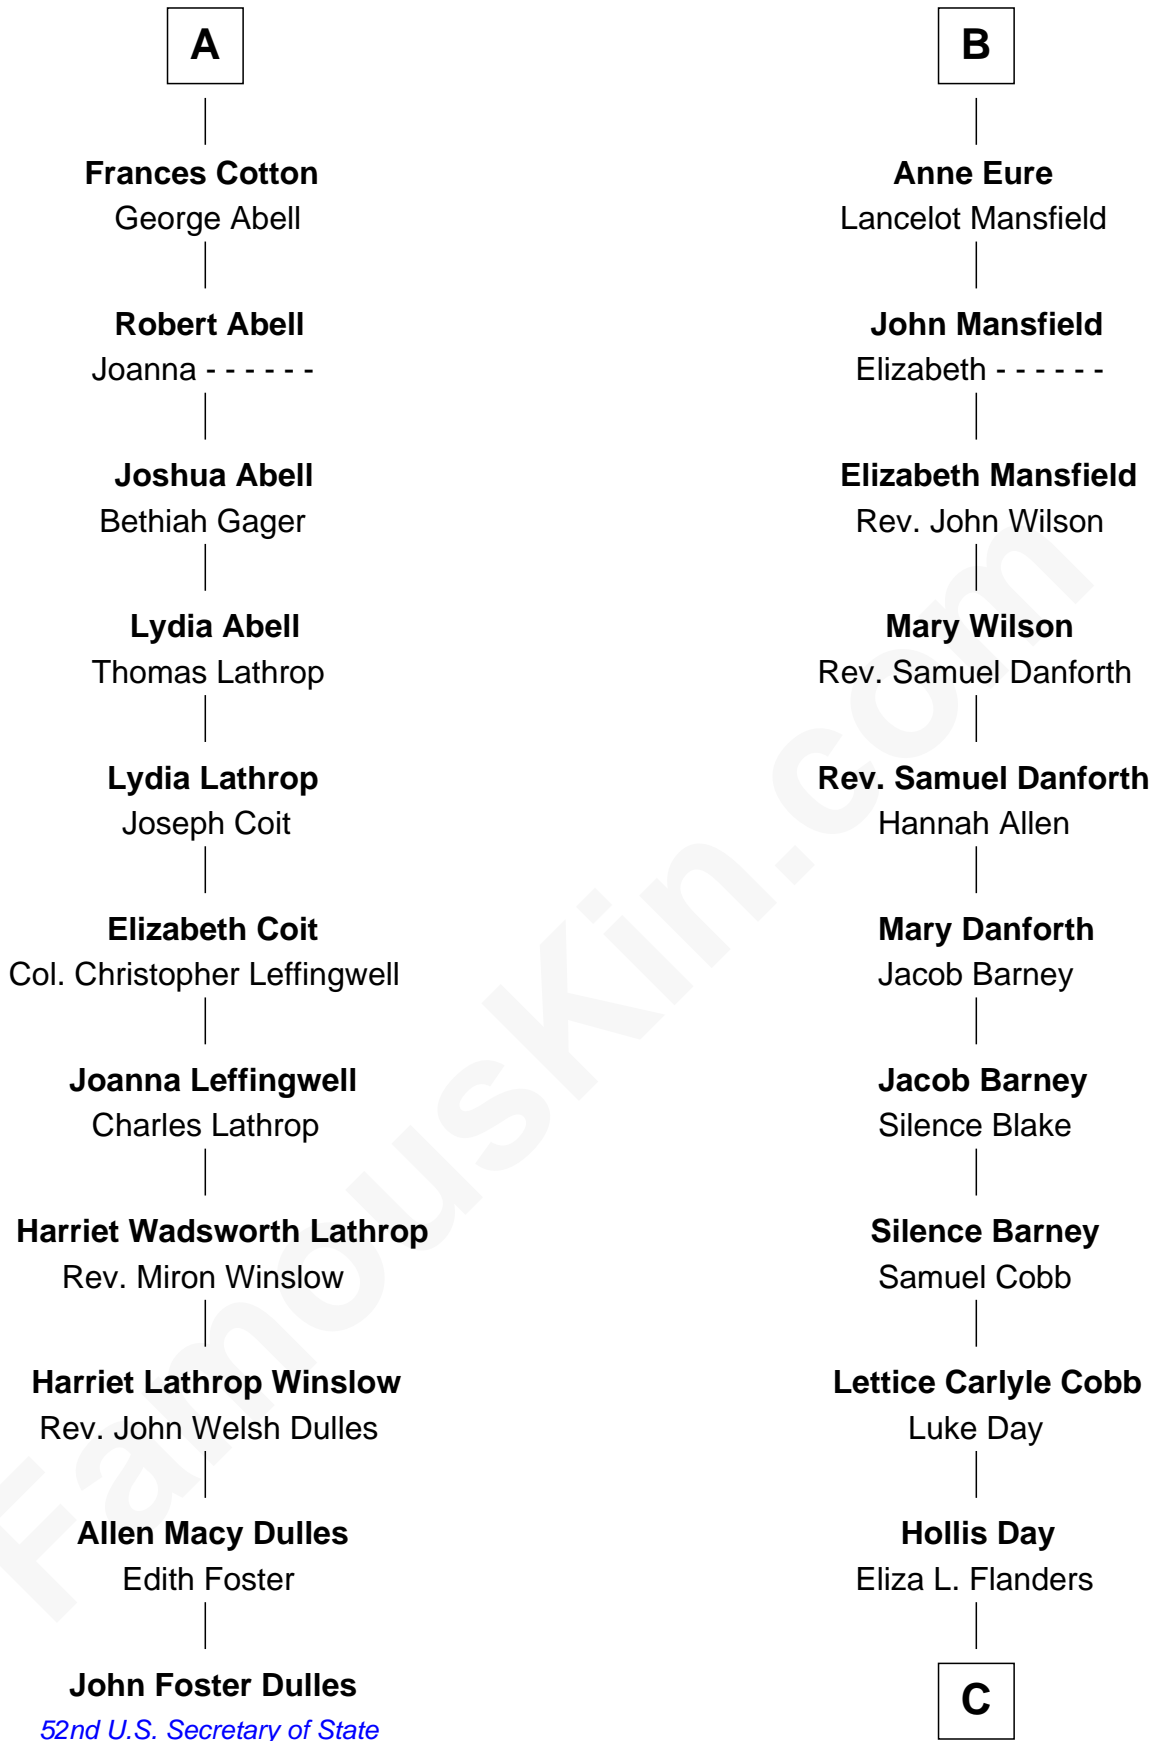 A
Frances Cotton
George Abell
Robert Abell
Joanna - - - - - -
Joshua Abell
Bethiah Gager
Lydia Abell
Thomas Lathrop
Lydia Lathrop
Joseph Coit
Elizabeth Coit
Col. Christopher Leffingwell
Joanna Leffingwell
Charles Lathrop
Harriet Wadsworth Lathrop
Rev. Miron Winslow
Harriet Lathrop Winslow
Rev. John Welsh Dulles
Allen Macy Dulles
Edith Foster
John Foster Dulles
52nd U.S. Secretary of State
B
Anne Eure
Lancelot Mansfield
John Mansfield
Elizabeth - - - - - -
Elizabeth Mansfield
Rev. John Wilson
Mary Wilson
Rev. Samuel Danforth
Rev. Samuel Danforth
Hannah Allen
Mary Danforth
Jacob Barney
Jacob Barney
Silence Blake
Silence Barney
Samuel Cobb
Lettice Carlyle Cobb
Luke Day
Hollis Day
Eliza L. Flanders
C
FamousKin.com